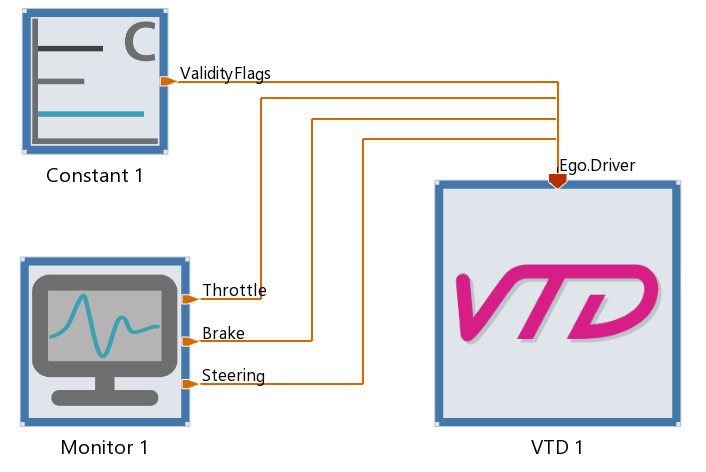 C
ValidityFlags
Constant 1
Ego.Driver
Throttle
Brake
Steering
VTD
Monitor 1
VTD 1